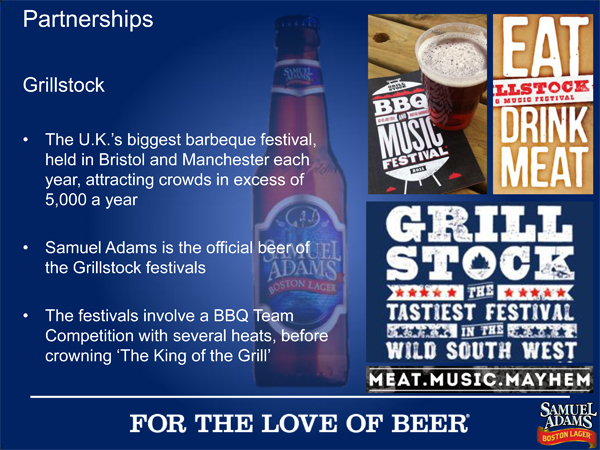 Partnerships
Grillstock
• The U.K.'s biggest barbeque festival,
held in Bristol and Manchester each
year, attracting crowds in excess of
5,000 a year
• Samuel Adams is the official beer of
the Grillstock festivals
• The festivals involve a BBQ Team
Competition with several heats, before
crowning ‘The King of the Grill’
SAMUEL
ADAMS
SAMUEL
ADAMS
BOSTON LAGER
BBQ
AND
MUSIC
FESTIVAL
EAT
LLSTOCK
& MUSIC FESTIVAL
DRINK
MEAT
GRILL
STOCK
THE
TASTIEST FESTIVAL
IN THE
WILD SOUTH WEST
MEAT.MUSIC.MAYHEM
FOR THE LOVE OF BEER®
SAMUEL
ADAMS
BOSTON LAGER